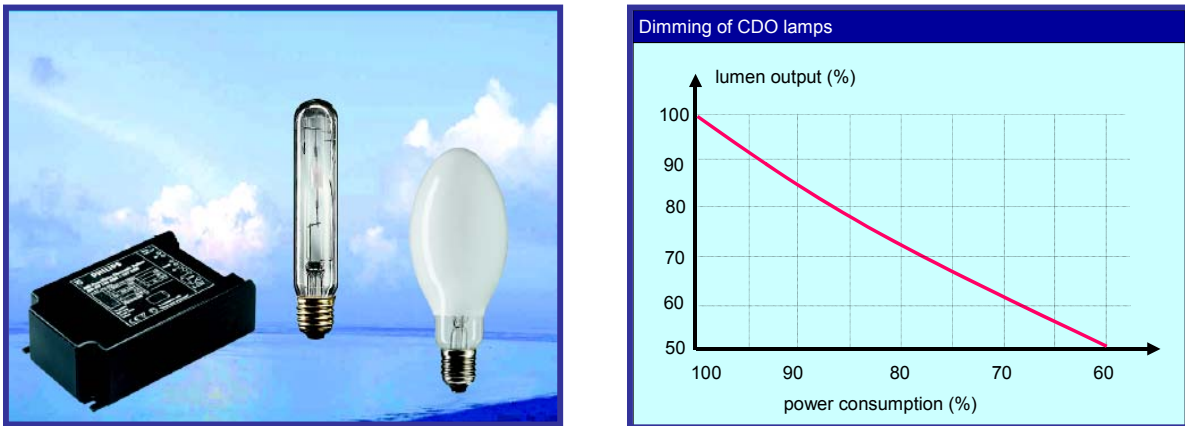 PHILIPS
Dimming of CDO lamps
lumen output (%)
100
90
80
70
60
50
100 90 80 70 60
power consumption (%)